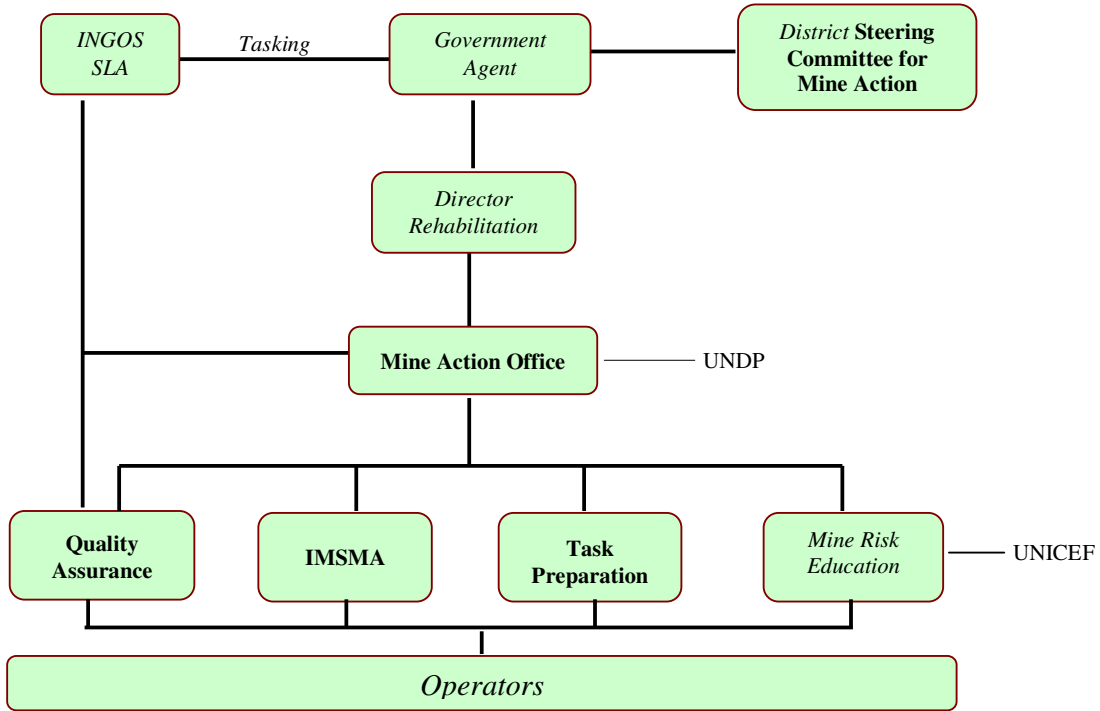 INGOS
SLA
Tasking
Government
Agent
District Steering
Committee for
Mine Action
Director
Rehabilitation
Mine Action Office
UNDP
Quality
Assurance
IMSMA
Task
Preparation
Mine Risk
Education
UNICEF
Operators